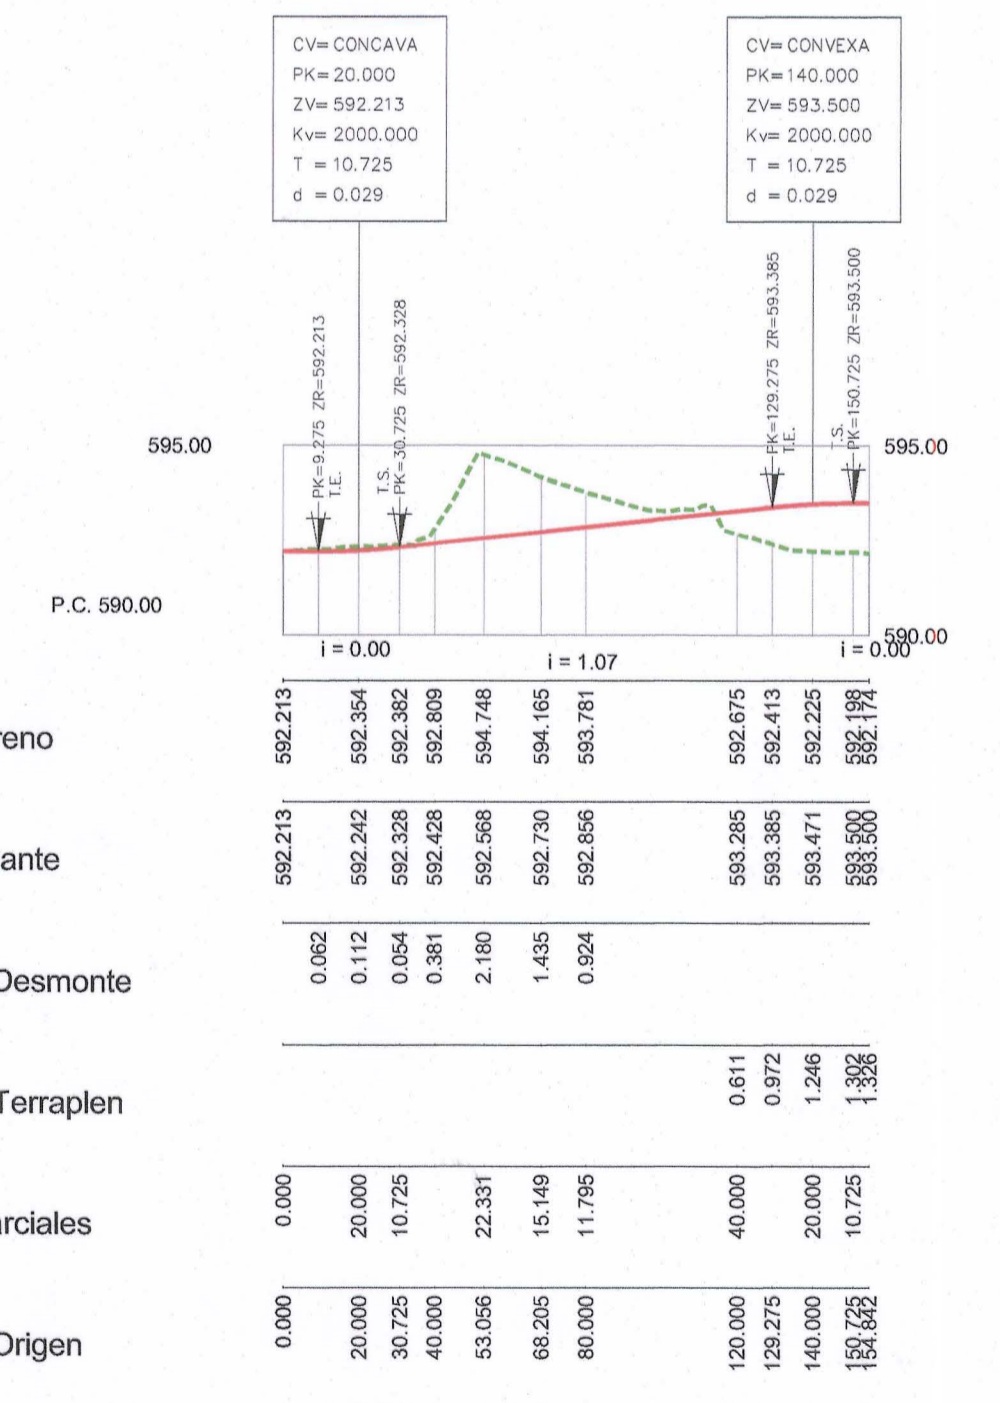 CV= CONCAVA
PK= 20.000
ZV= 592.213
Kv= 2000.000
T = 10.725
d = 0.029
CV= CONVEXA
PK= 140.000
ZV= 593.500
Kv= 2000.000
T = 10.725
d = 0.029
PK=9.275 ZR=592.213
T.E.
T.S.
PK=30.725 ZR=592.328
PK=129.275 ZR=593.385
T.E.
T.S.
PK=150.725 ZR=593.500
595.00
595.00
P.C. 590.00
590.00
i = 0.00
i = 1.07
i = 0.00
reno
592.213 592.354 592.382 592.809 594.748 594.165 593.781 592.675 592.413 592.225 592.198 592.174
ante
592.213 592.242 592.328 592.428 592.568 592.730 592.856 593.285 593.385 593.471 593.500 593.500
Desmonte
0.062 0.112 0.054 0.381 2.180 1.435 0.924
Terraplen
0.611 0.972 1.246 1.302 1.326
rciales
0.000 20.000 10.725 22.331 15.149 11.795 40.000 20.000 10.725
Origen
0.000 20.000 30.725 40.000 53.056 68.205 80.000 120.000 129.275 140.000 150.725 154.842